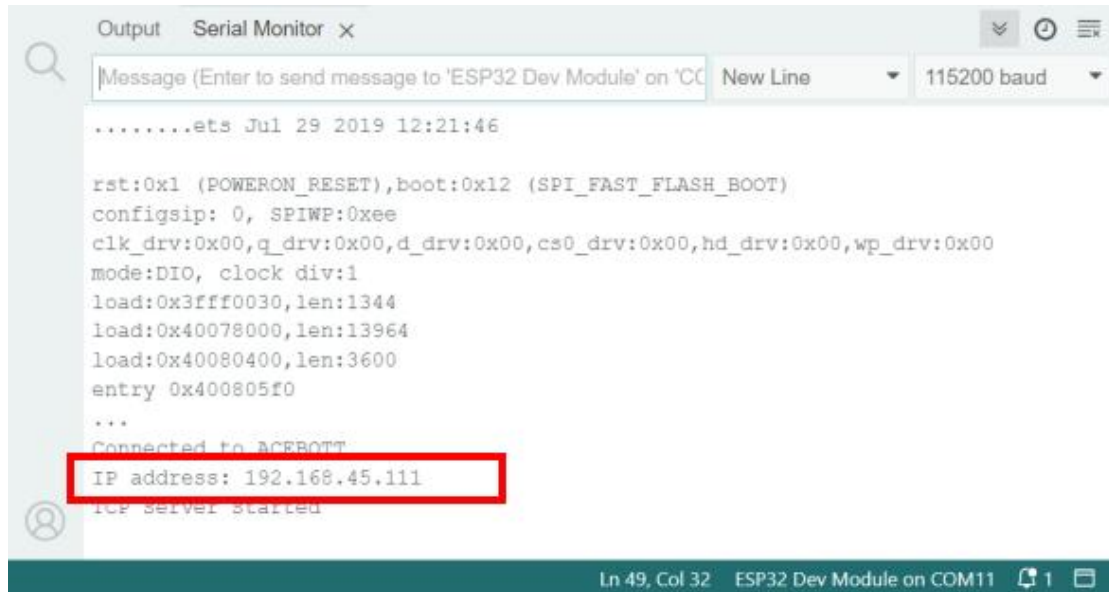 Output Serial Monitor
Message (Enter to send message to 'ESP32 Dev Module' on 'CO New Line 115200 baud
........ets Jul 29 2019 12:21:46
rst:0x1 (POWERON_RESET),boot:0x12 (SPI_FAST_FLASH_BOOT)
configsip: 0, SPIWP:0xee
clk_drv:0x00,q_drv:0x00,d_drv:0x00,cs0_drv:0x00,hd_drv:0x00,wp_drv:0x00
mode:DIO, clock div:1
load:0x3fff0030,len:1344
load:0x40078000,len:13964
load:0x40080400,len:3600
entry 0x400805f0
...
Connected to ACEBOTT
IP address: 192.168.45.111
TCP server started
Ln 49, Col 32 ESP32 Dev Module on COM11 1